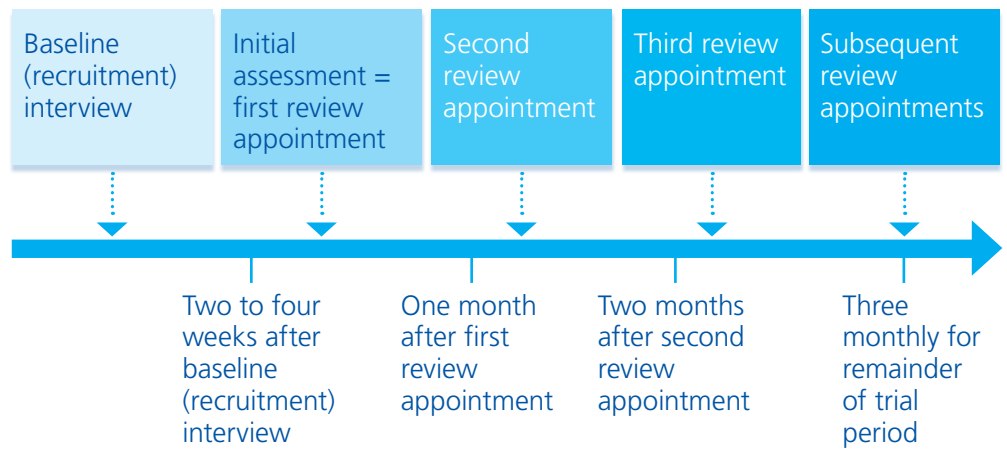 Baseline
(recruitment)
interview
Initial
assessment =
first review
appointment
Second
review
appointment
Third review
appointment
Subsequent
review
appointments
Two to four
weeks after
baseline
(recruitment)
interview
One month
after first
review
appointment
Two months
after second
review
appointment
Three
monthly for
remainder
of trial
period